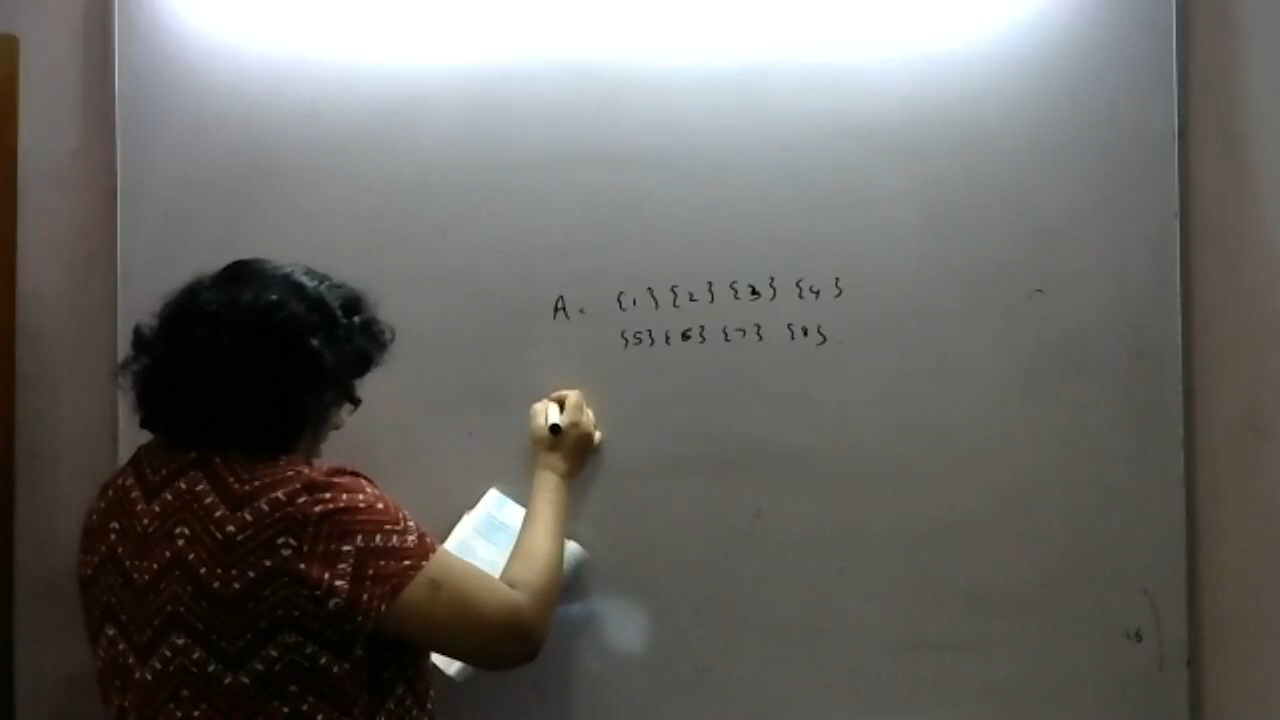 A = {1} {2} {3} {4}
{5} {6} {7} {8}